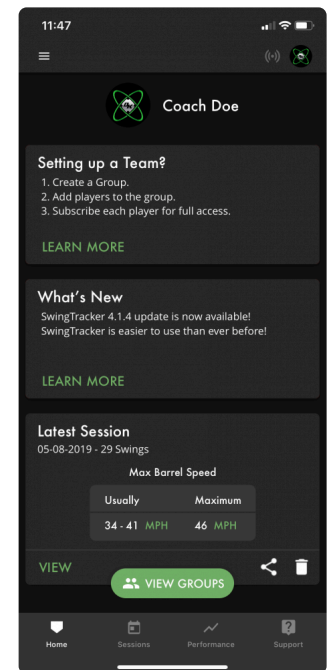 11:47
Coach Doe
Setting up a Team?
1. Create a Group.
2. Add players to the group.
3. Subscribe each player for full access.
LEARN MORE
What's New
SwingTracker 4.1.4 update is now available!
SwingTracker is easier to use than ever before!
LEARN MORE
Latest Session
05-08-2019 - 29 Swings
Max Barrel Speed
Usually Maximum
34 - 41 MPH 46 MPH
VIEW
VIEW GROUPS
Home Sessions Performance Support